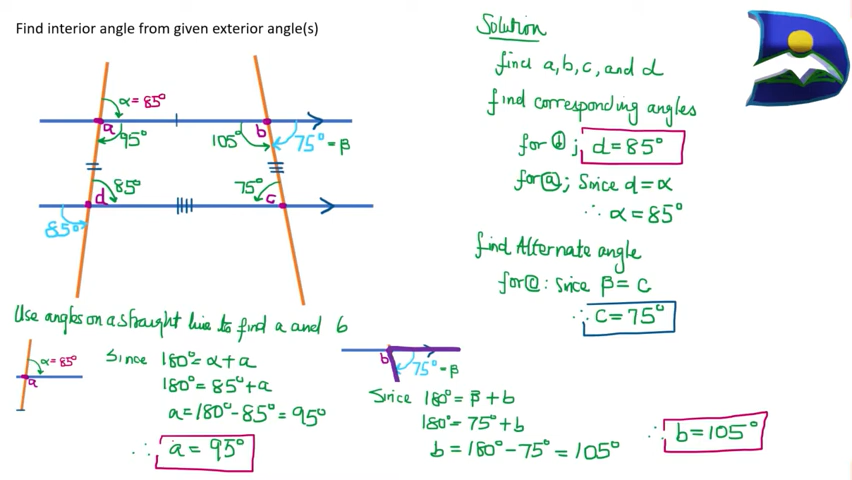 Find interior angle from given exterior angle(s)
α = 85°
a
95°
105°
b
75° = β
d
85°
75°
c
85°
Solution
find a, b, c, and d
find corresponding angles
for ⓓ; d = 85°
for ⓐ; Since d = α
∴ α = 85°
find Alternate angle
for ⓒ: since β = c
∴ c = 75°
Use angles on a straight line to find a and b
α = 85°
a
Since 180° = α + a
180° = 85° + a
a = 180° - 85° = 95°
∴ a = 95°
b
75° = β
Since 180° = β + b
180° = 75° + b
b = 180° - 75° = 105°
∴ b = 105°